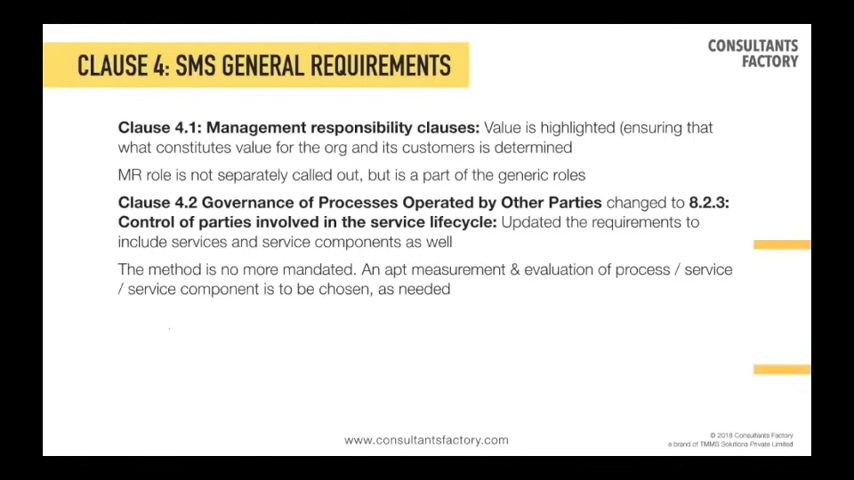 CLAUSE 4: SMS GENERAL REQUIREMENTS
CONSULTANTS
FACTORY
Clause 4.1: Management responsibility clauses: Value is highlighted (ensuring that
what constitutes value for the org and its customers is determined
MR role is not separately called out, but is a part of the generic roles
Clause 4.2 Governance of Processes Operated by Other Parties changed to 8.2.3:
Control of parties involved in the service lifecycle: Updated the requirements to
include services and service components as well
The method is no more mandated. An apt measurement & evaluation of process / service
/ service component is to be chosen, as needed
www.consultantsfactory.com
© 2018 Consultants Factory
a brand of TMMS Solutions Private Limited